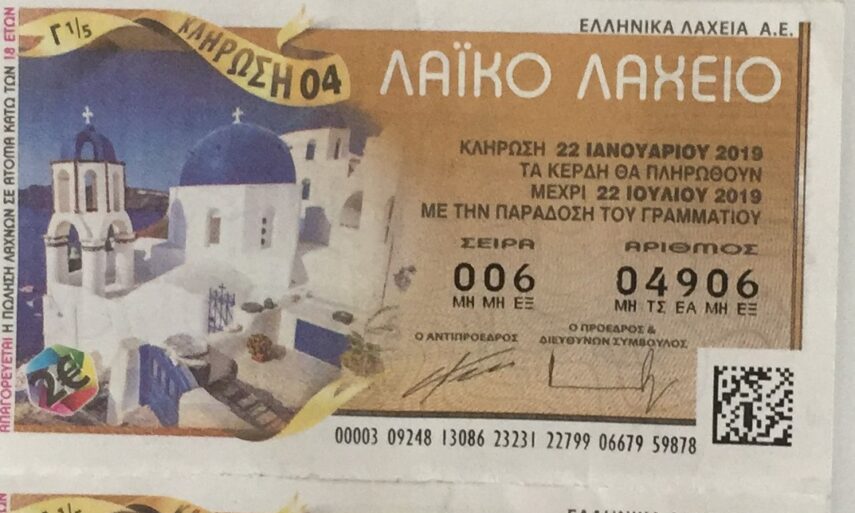 Γ 1/5
ΚΛΗΡΩΣΗ 04
ΕΛΛΗΝΙΚΑ ΛΑΧΕΙΑ Α.Ε.
ΛΑΪΚΟ ΛΑΧΕΙΟ
ΚΛΗΡΩΣΗ 22 ΙΑΝΟΥΑΡΙΟΥ 2019
ΤΑ ΚΕΡΔΗ ΘΑ ΠΛΗΡΩΘΟΥΝ
ΜΕΧΡΙ 22 ΙΟΥΛΙΟΥ 2019
ΜΕ ΤΗΝ ΠΑΡΑΔΟΣΗ ΤΟΥ ΓΡΑΜΜΑΤΙΟΥ
ΣΕΙΡΑ ΑΡΙΘΜΟΣ
006 04906
ΜΗ ΜΗ ΕΞ ΜΗ ΤΣ ΕΑ ΜΗ ΕΞ
Ο ΑΝΤΙΠΡΟΕΔΡΟΣ
Ο ΠΡΟΕΔΡΟΣ &
ΔΙΕΥΘΥΝΩΝ ΣΥΜΒΟΥΛΟΣ
2€
00003 09248 13086 23231 22799 06679 59878
ΑΠΑΓΟΡΕΥΕΤΑΙ Η ΠΩΛΗΣΗ ΛΑΧΝΩΝ ΣΕ ΑΤΟΜΑ ΚΑΤΩ ΤΩΝ 18 ΕΤΩΝ